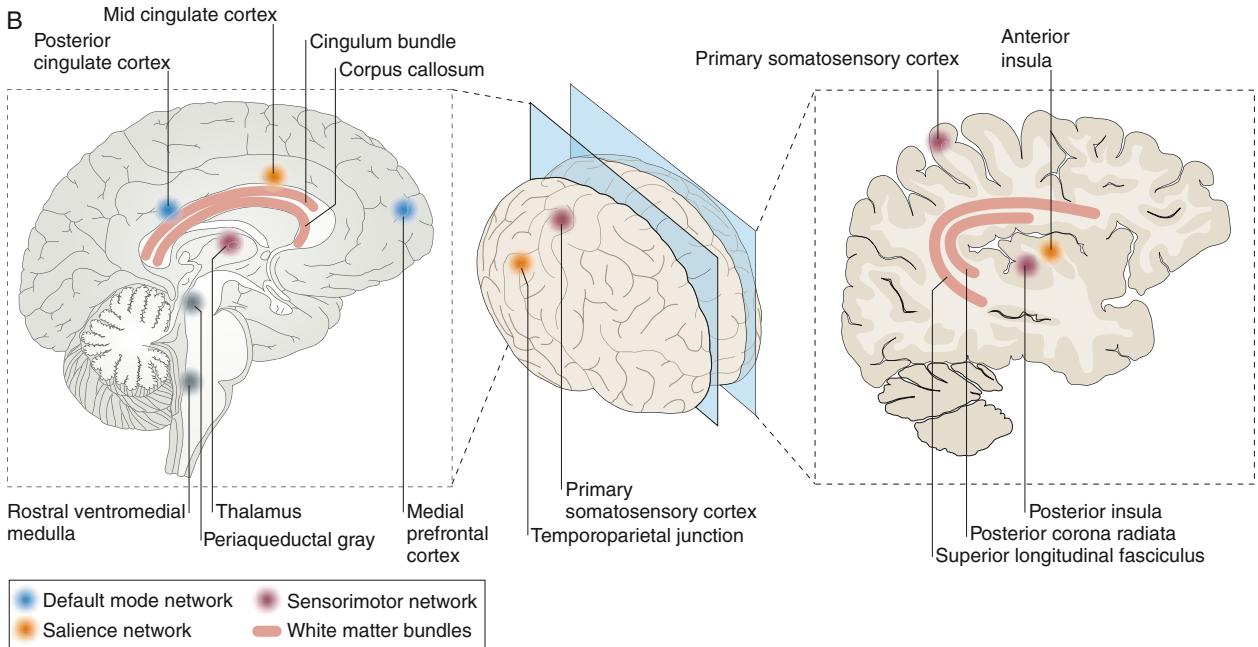 B
Mid cingulate cortex
Posterior
cingulate cortex
Cingulum bundle
Corpus callosum
Primary somatosensory cortex
Anterior
insula
Rostral ventromedial
medulla
Thalamus
Periaqueductal gray
Medial
prefrontal
cortex
Primary
somatosensory cortex
Temporoparietal junction
Posterior insula
Posterior corona radiata
Superior longitudinal fasciculus
Default mode network
Sensorimotor network
Salience network
White matter bundles